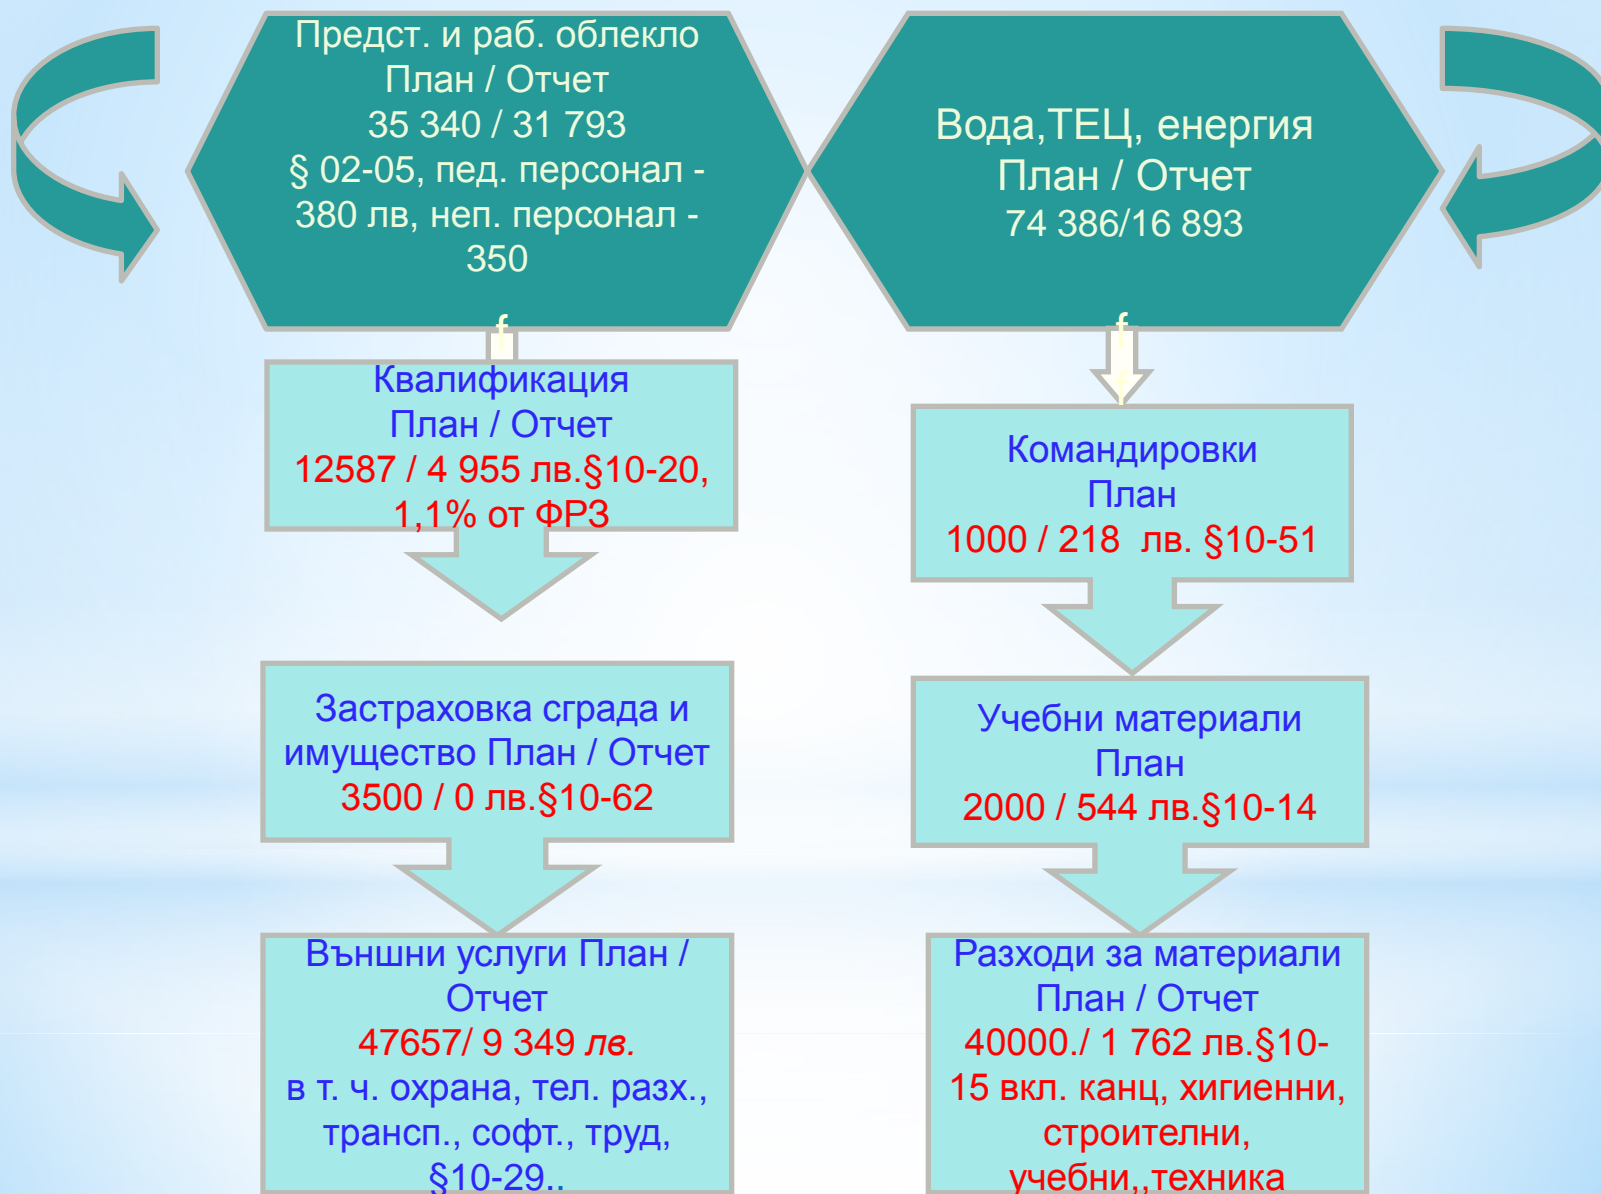 Предст. и раб. облекло
План / Отчет
35 340 / 31 793
§ 02-05, пед. персонал -
380 лв, неп. персонал -
350
f
Квалификация
План / Отчет
12587 / 4 955 лв.§10-20,
1,1% от ФРЗ
Застраховка сграда и
имущество План / Отчет
3500 / 0 лв.§10-62
Външни услуги План /
Отчет
47657/ 9 349 лв.
в т. ч. охрана, тел. разх.,
трансп., софт., труд,
§10-29..
Вода,ТЕЦ, енергия
План / Отчет
74 386/16 893
f
f
Командировки
План
1000 / 218 лв. §10-51
Учебни материали
План
2000 / 544 лв.§10-14
Разходи за материали
План / Отчет
40000./ 1 762 лв.§10-
15 вкл. канц, хигиенни,
строителни,
учебни,,техника